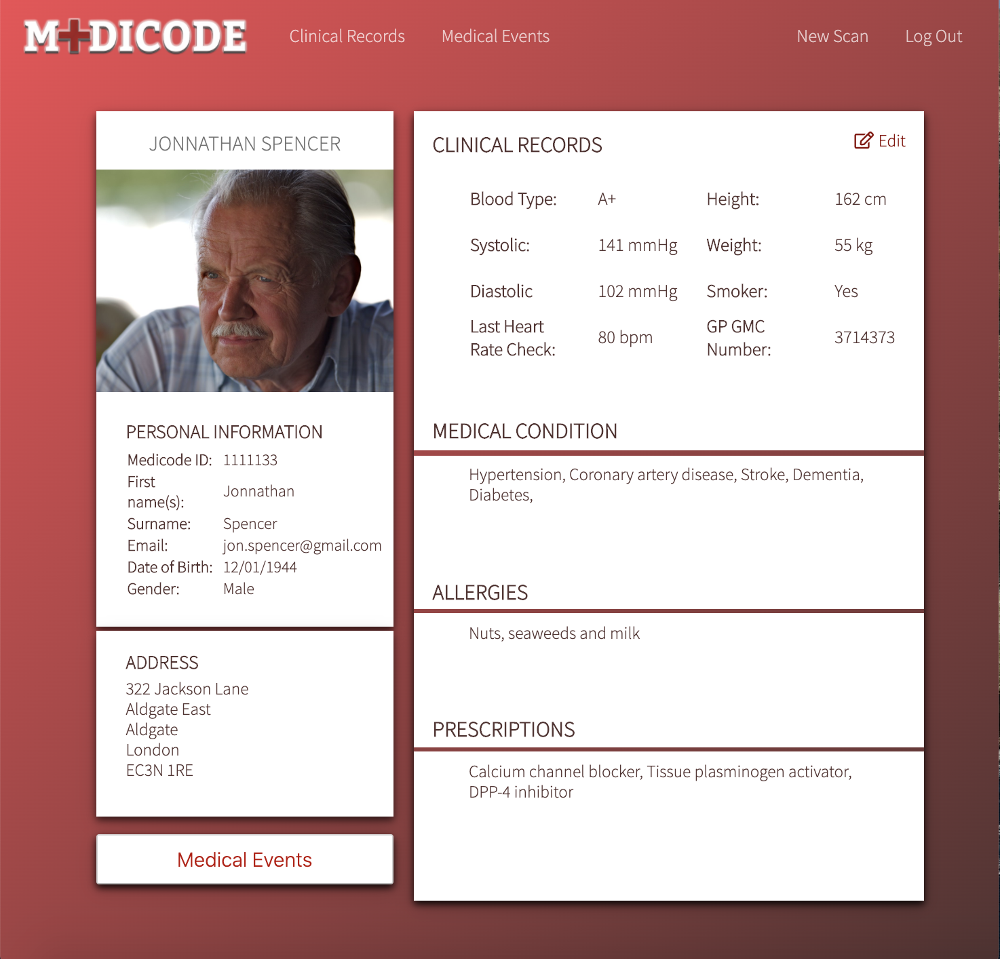 M DICODE
Clinical Records
Medical Events
New Scan
Log Out
JONNATHAN SPENCER
PERSONAL INFORMATION
Medicode ID: 1111133
First
name(s): Jonnathan
Surname: Spencer
Email: jon.spencer@gmail.com
Date of Birth: 12/01/1944
Gender: Male
ADDRESS
322 Jackson Lane
Aldgate East
Aldgate
London
EC3N 1RE
Medical Events
CLINICAL RECORDS
Edit
Blood Type: A+ Height: 162 cm
Systolic: 141 mmHg Weight: 55 kg
Diastolic 102 mmHg Smoker: Yes
Last Heart
Rate Check: 80 bpm
GP GMC
Number: 3714373
MEDICAL CONDITION
Hypertension, Coronary artery disease, Stroke, Dementia,
Diabetes,
ALLERGIES
Nuts, seaweeds and milk
PRESCRIPTIONS
Calcium channel blocker, Tissue plasminogen activator,
DPP-4 inhibitor